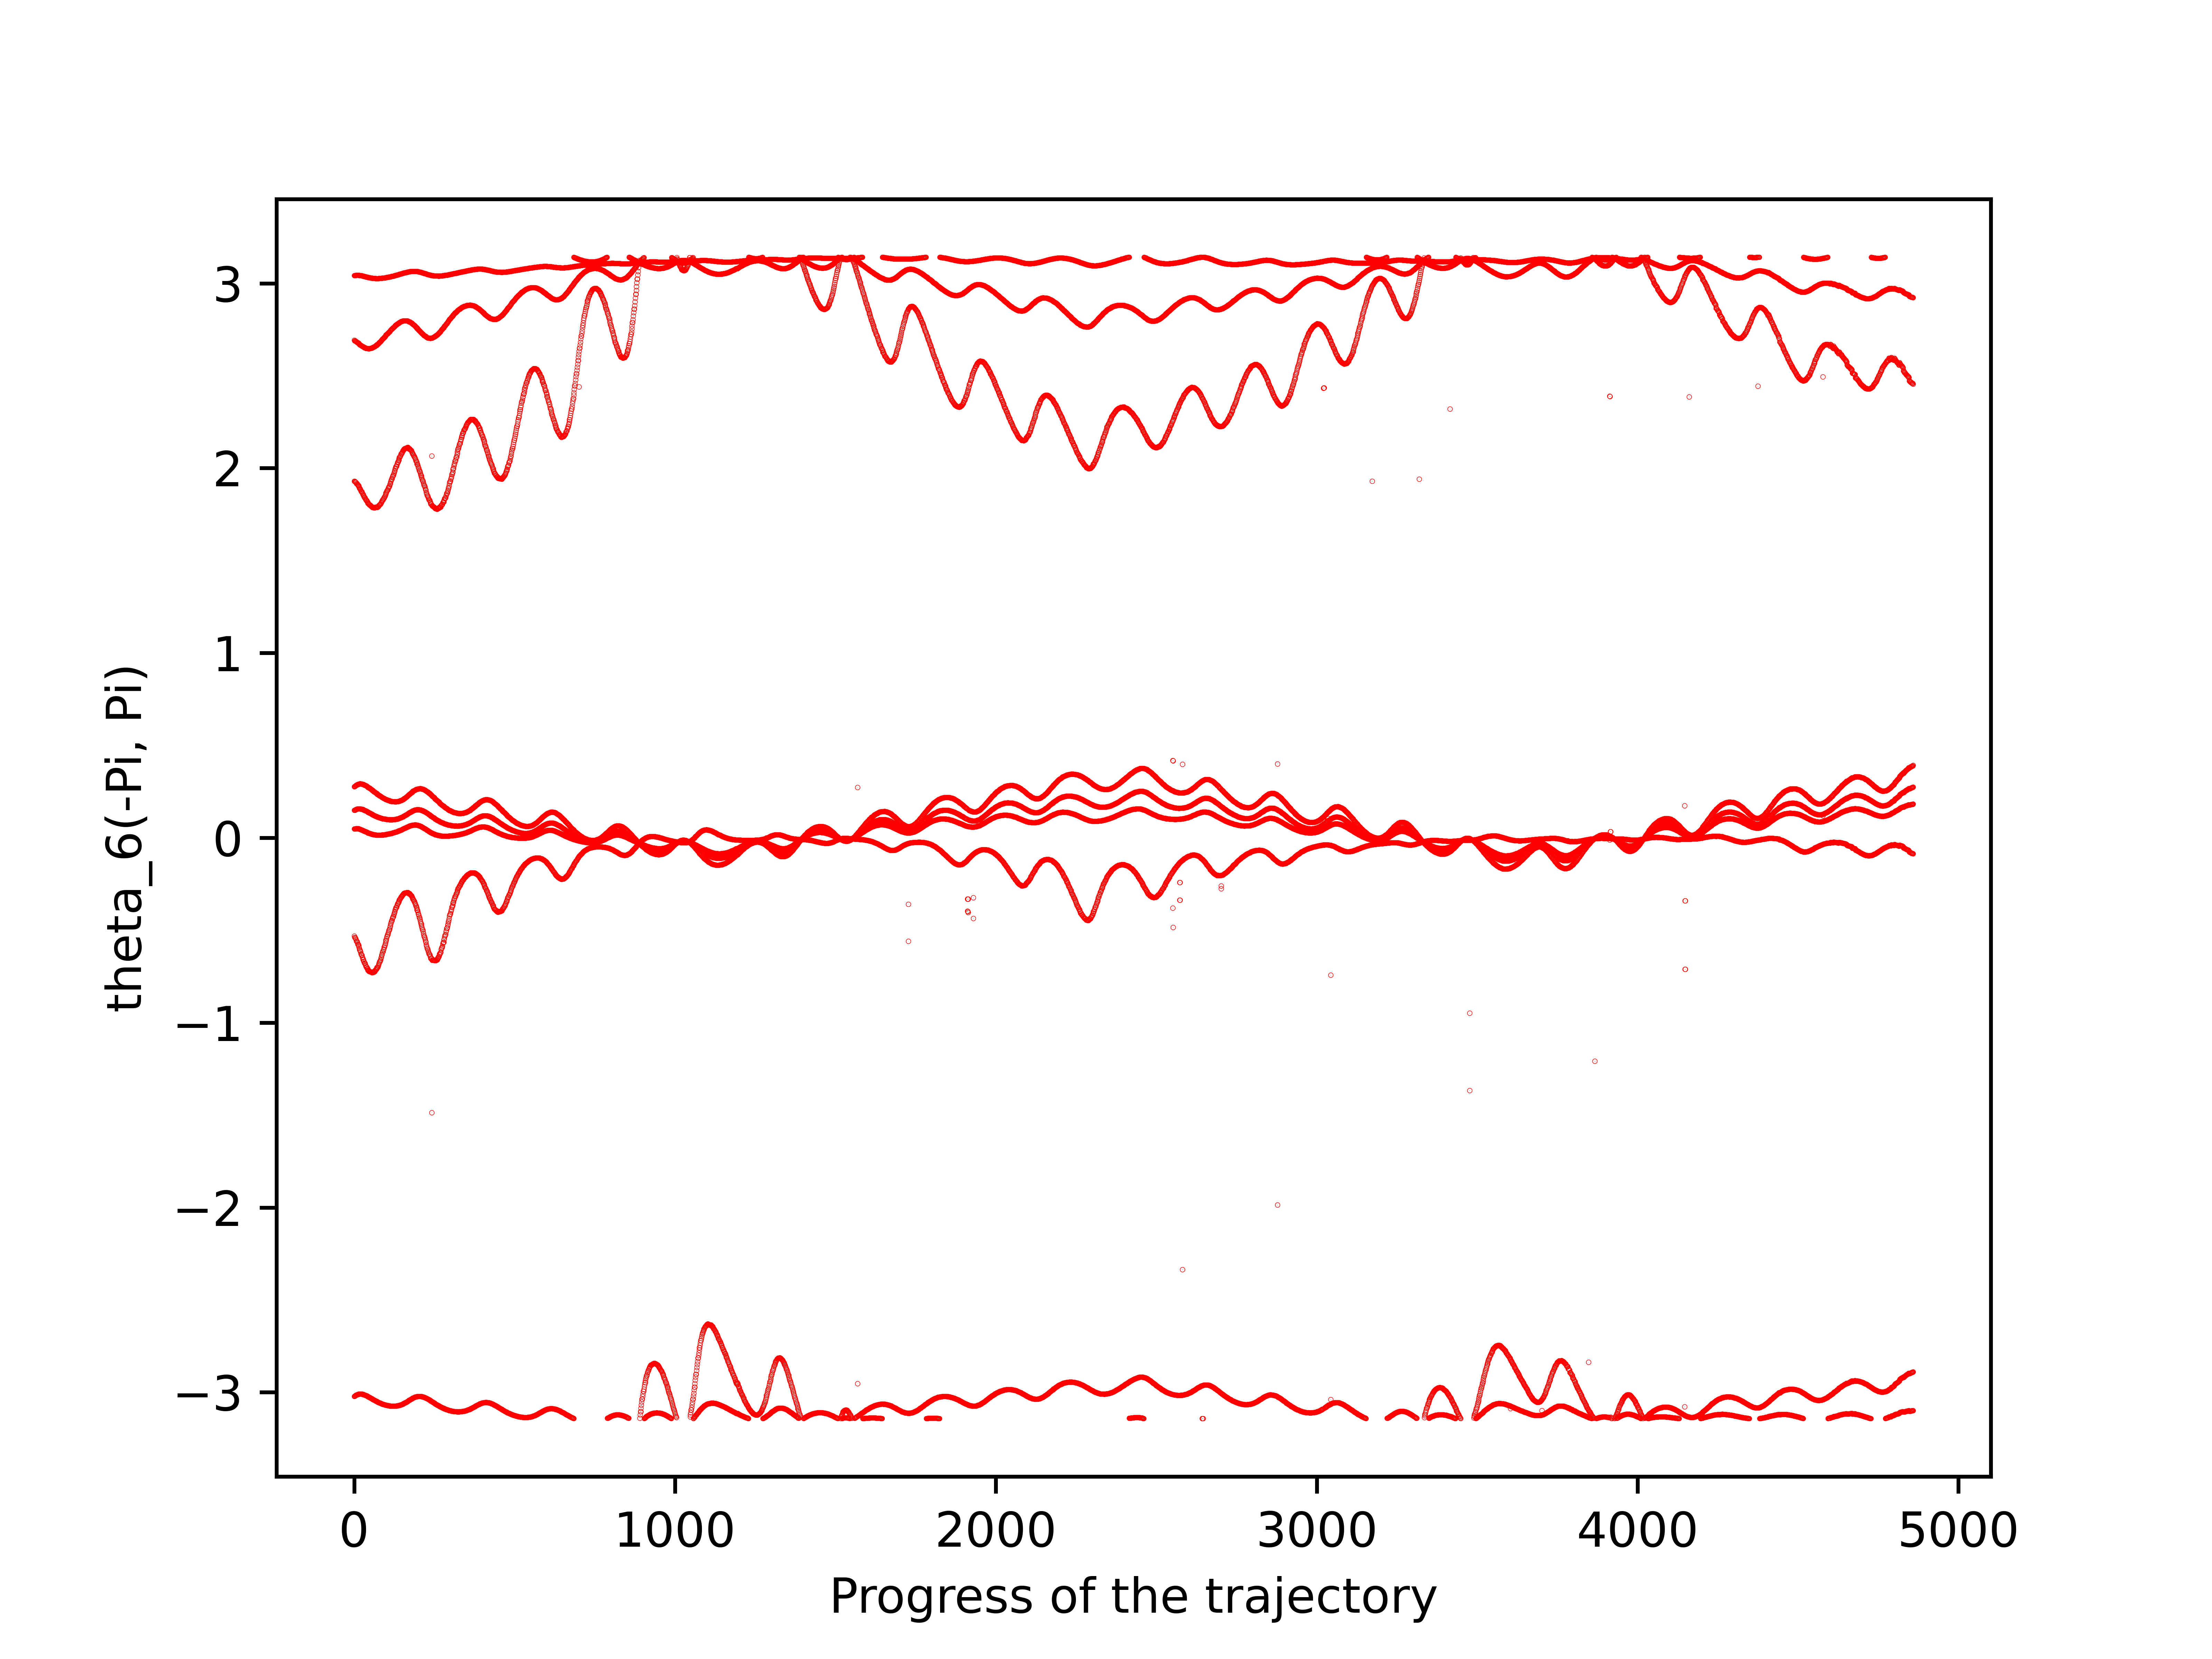 3
2
1
0
−1
−2
−3
theta_6(-Pi, Pi)
0 1000 2000 3000 4000 5000
Progress of the trajectory